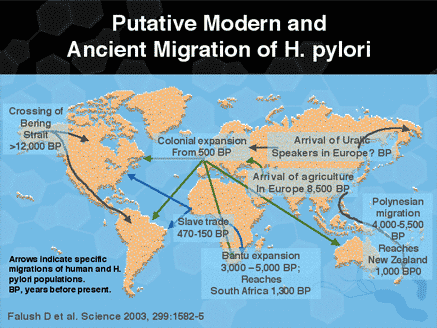 Putative Modern and
Ancient Migration of H. pylori
Crossing of
Bering
Strait
>12,000 BP
Colonial expansion
From 500 BP
Arrival of Uralic
Speakers in Europe? BP
Arrival of agriculture
In Europe 8,500 BP
Slave trade
470-150 BP
Polynesian
migration
4,000-5,500
BP
Reaches
New Zealand
1,000 BP0
Bantu expansion
3,000 – 5,000 BP;
Reaches
South Africa 1,300 BP
Arrows indicate specific
migrations of human and H.
pylori populations.
BP, years before present.
Falush D et al. Science 2003, 299:1582-5